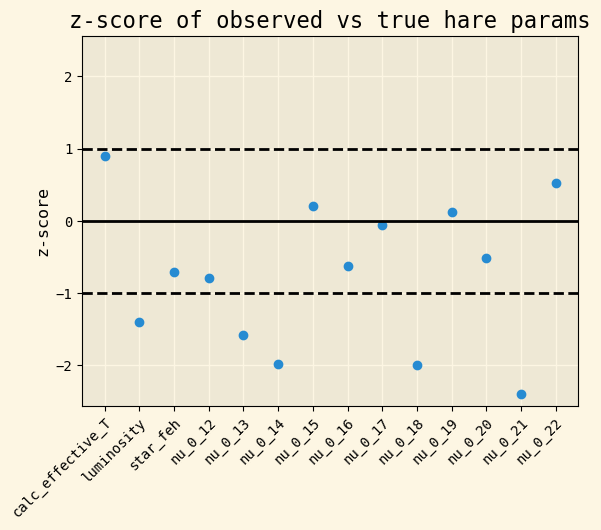 z-score of observed vs true hare params
z-score
2
1
0
−1
−2
calc_effective_T
luminosity
star_feh
nu_0_12
nu_0_13
nu_0_14
nu_0_15
nu_0_16
nu_0_17
nu_0_18
nu_0_19
nu_0_20
nu_0_21
nu_0_22